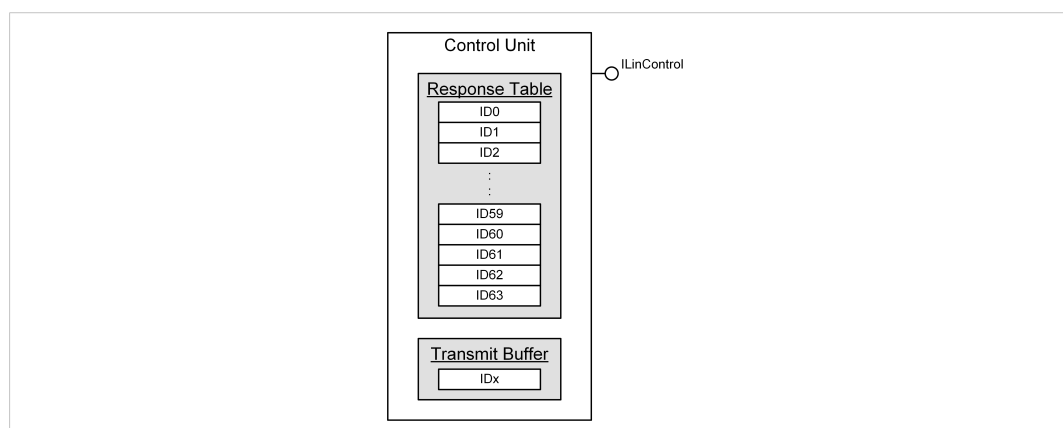 Control Unit
ILinControl
Response Table
ID0
ID1
ID2
:
:
ID59
ID60
ID61
ID62
ID63
Transmit Buffer
IDx